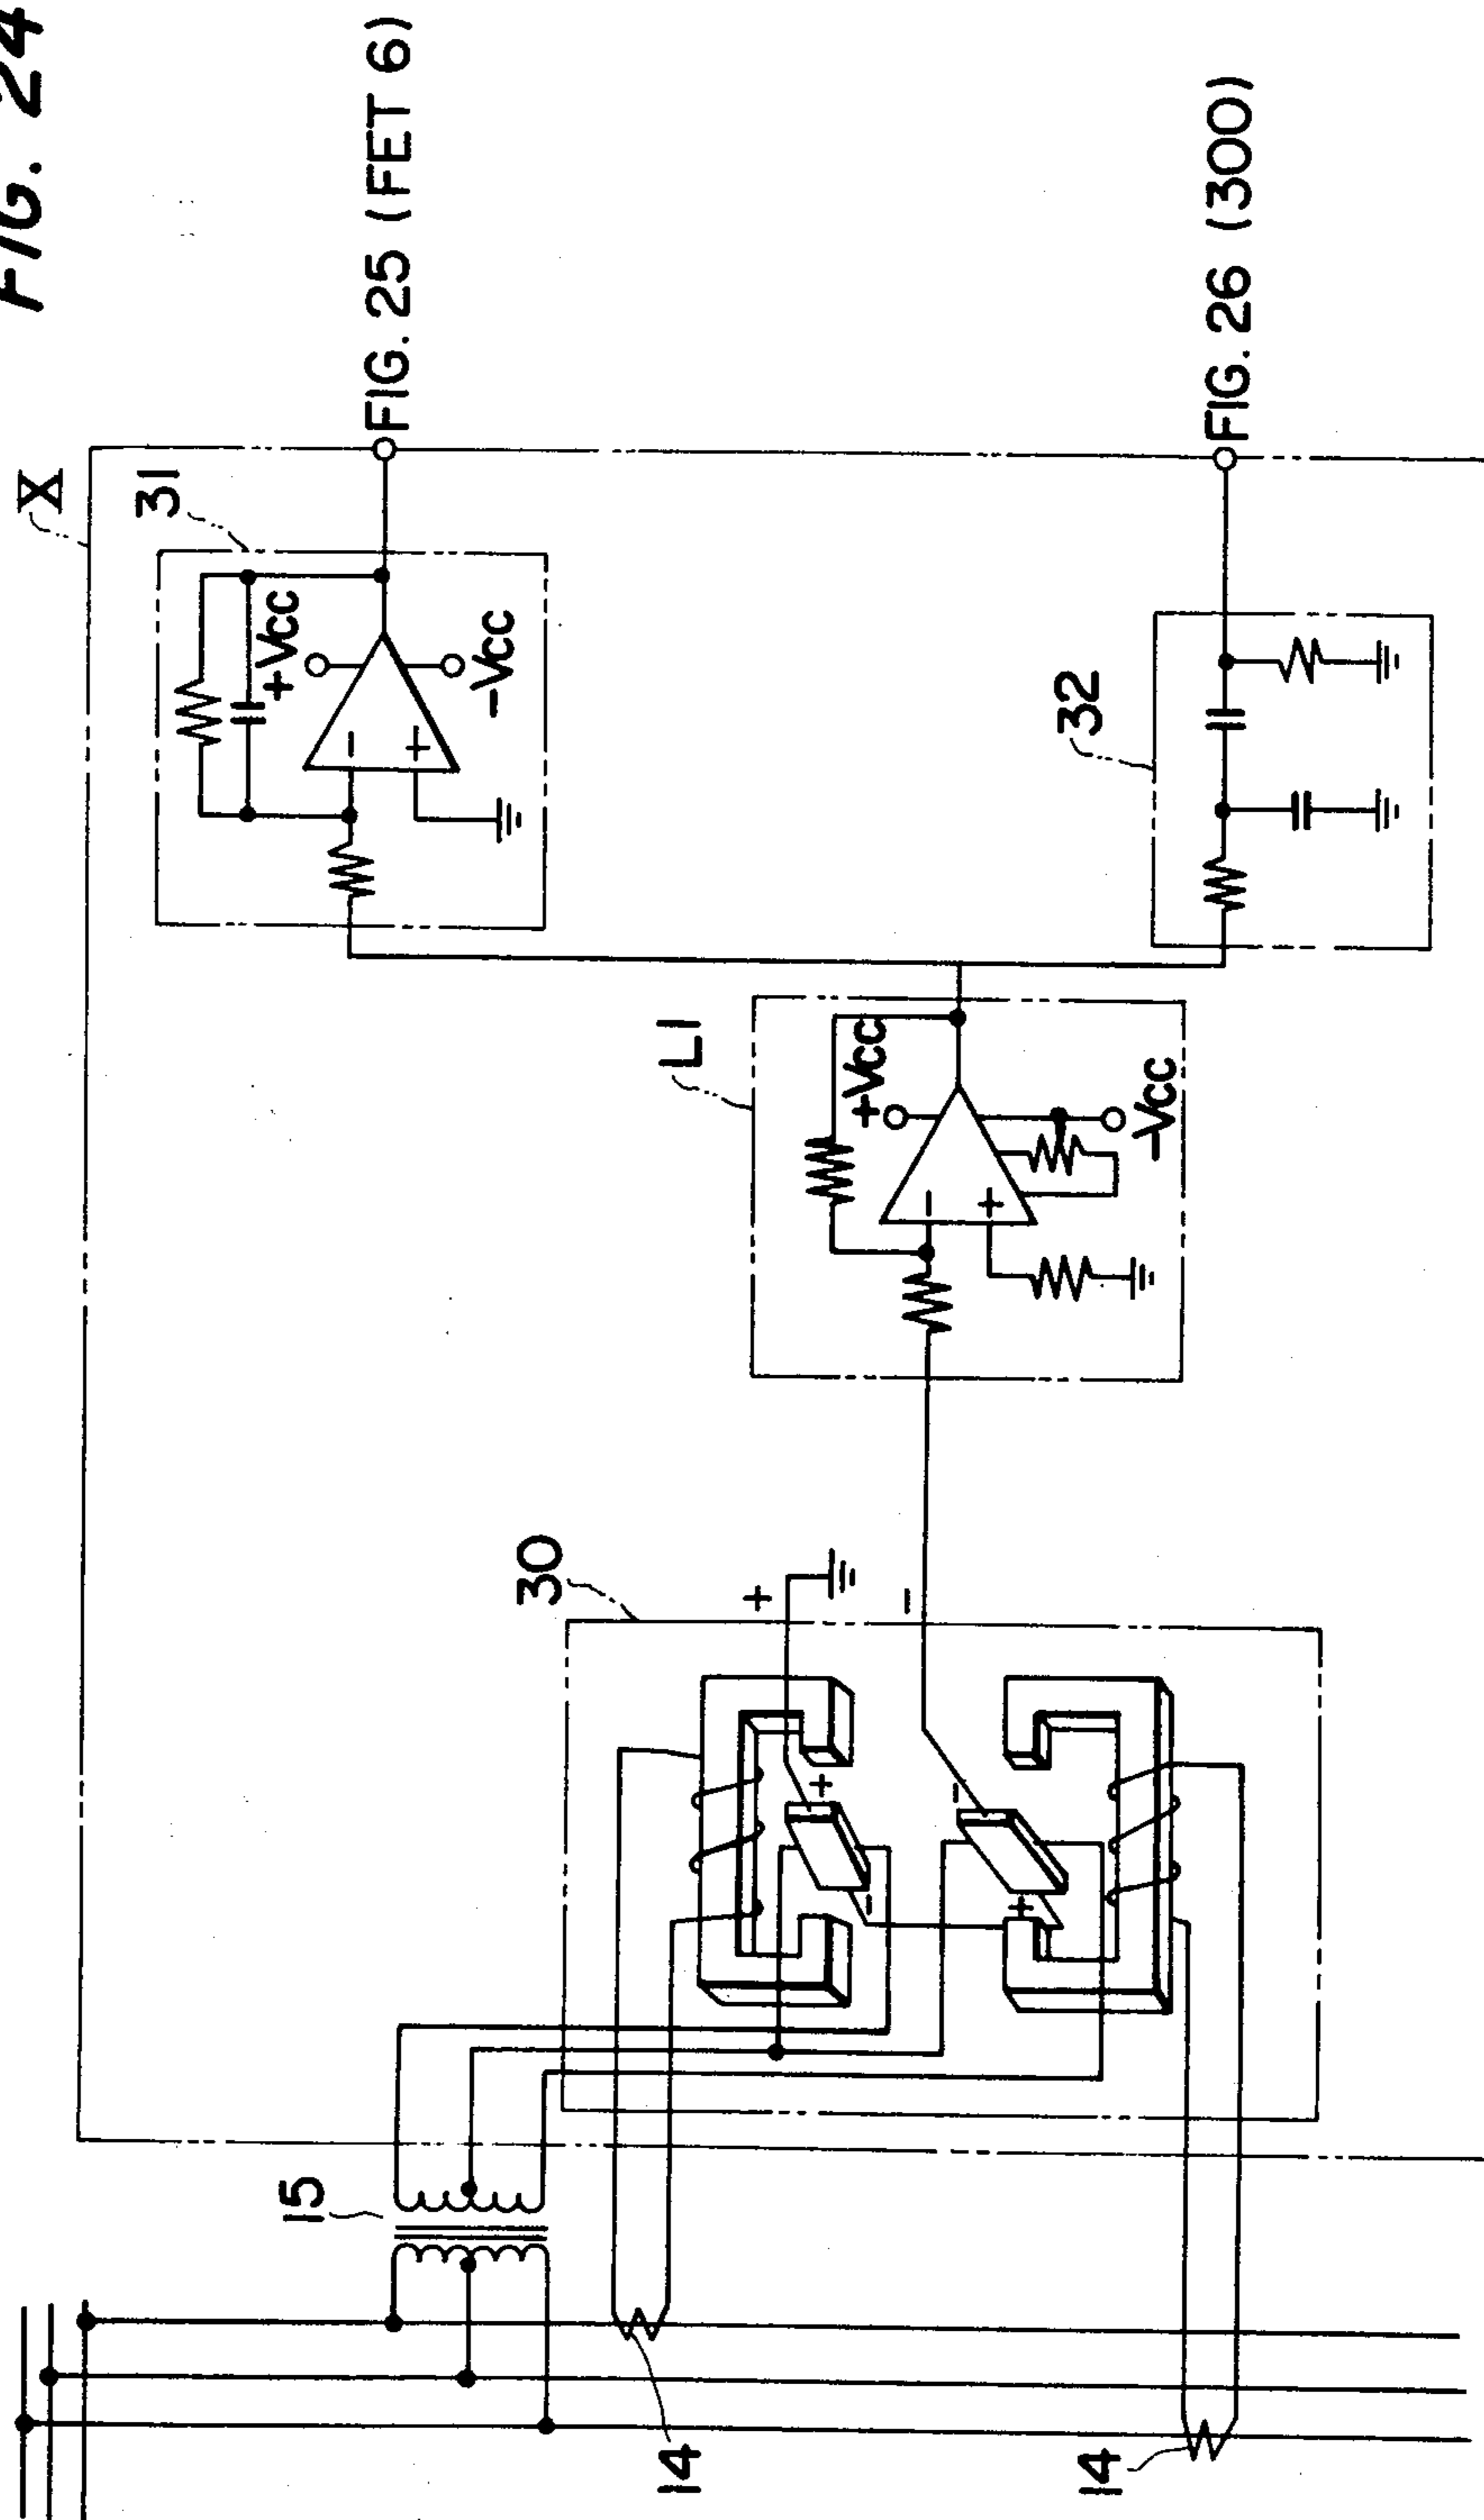 FIG. 24
X
31
FIG. 25 (FET 6)
+Vcc
-
+
-Vcc
L1
+Vcc
-
+
-Vcc
32
FIG. 26 (300)
30
+
-
+
-
-
+
15
14
14